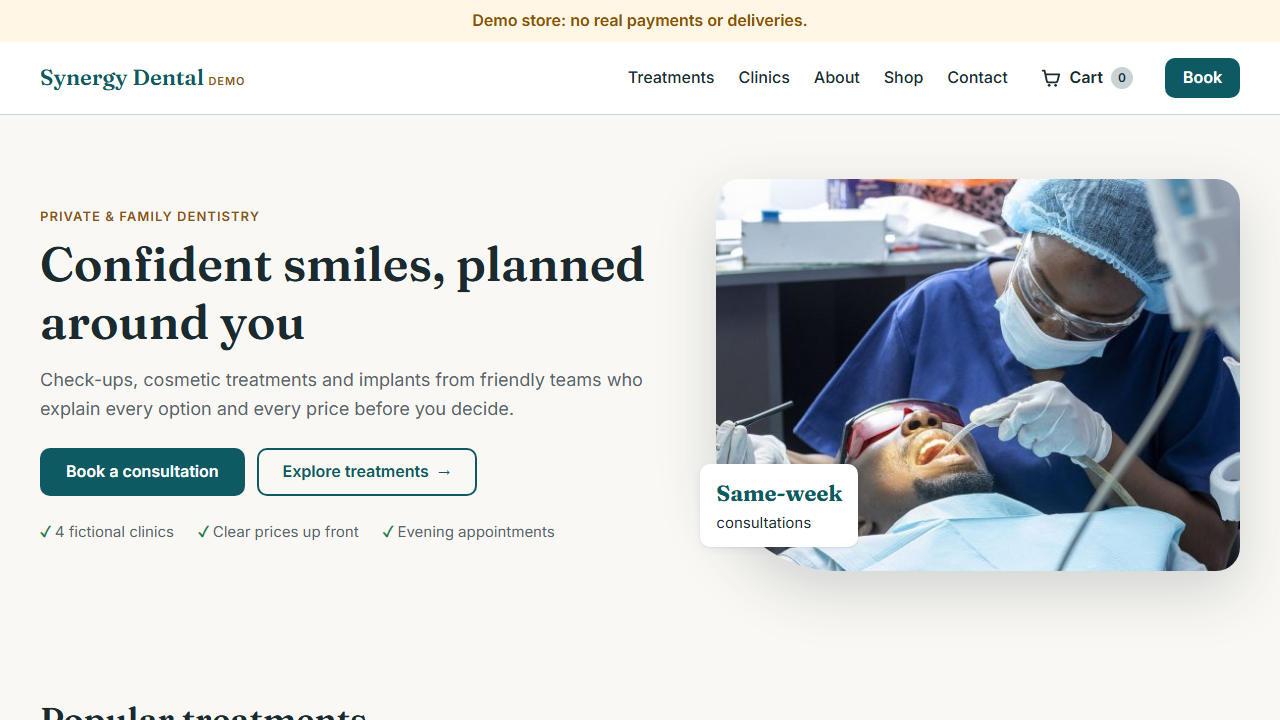 Demo store: no real payments or deliveries.
Synergy Dental DEMO
Treatments Clinics About Shop Contact Cart 0 Book
PRIVATE & FAMILY DENTISTRY
Confident smiles, planned
around you
Check-ups, cosmetic treatments and implants from friendly teams who
explain every option and every price before you decide.
Book a consultation Explore treatments →
✓ 4 fictional clinics ✓ Clear prices up front ✓ Evening appointments
Same-week
consultations
Popular treatments